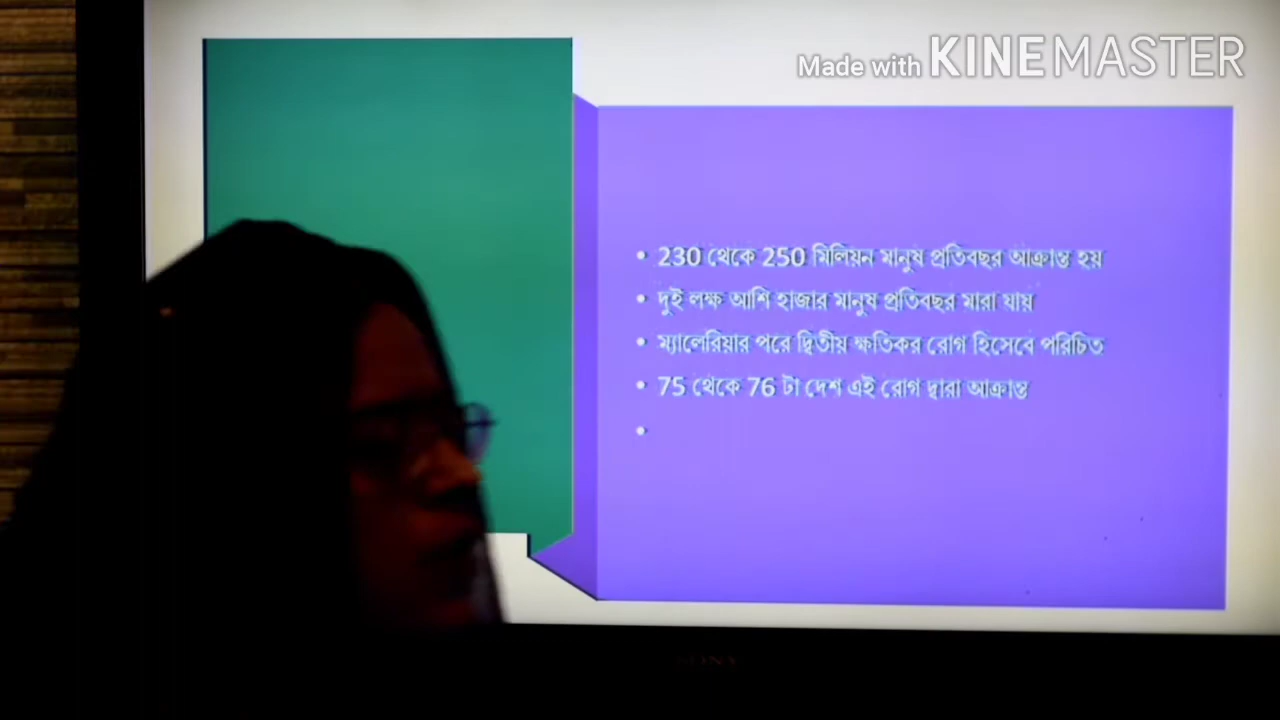 Made with KINEMASTER
• 230 থেকে 250 মিলিয়ন মানুষ প্রতিবছর আক্রান্ত হয়
• দুই লক্ষ আশি হাজার মানুষ প্রতিবছর মারা যায়
• ম্যালেরিয়ার পরে দ্বিতীয় ক্ষতিকর রোগ হিসেবে পরিচিত
• 75 থেকে 76 টা দেশ এই রোগ দ্বারা আক্রান্ত
•
SONY